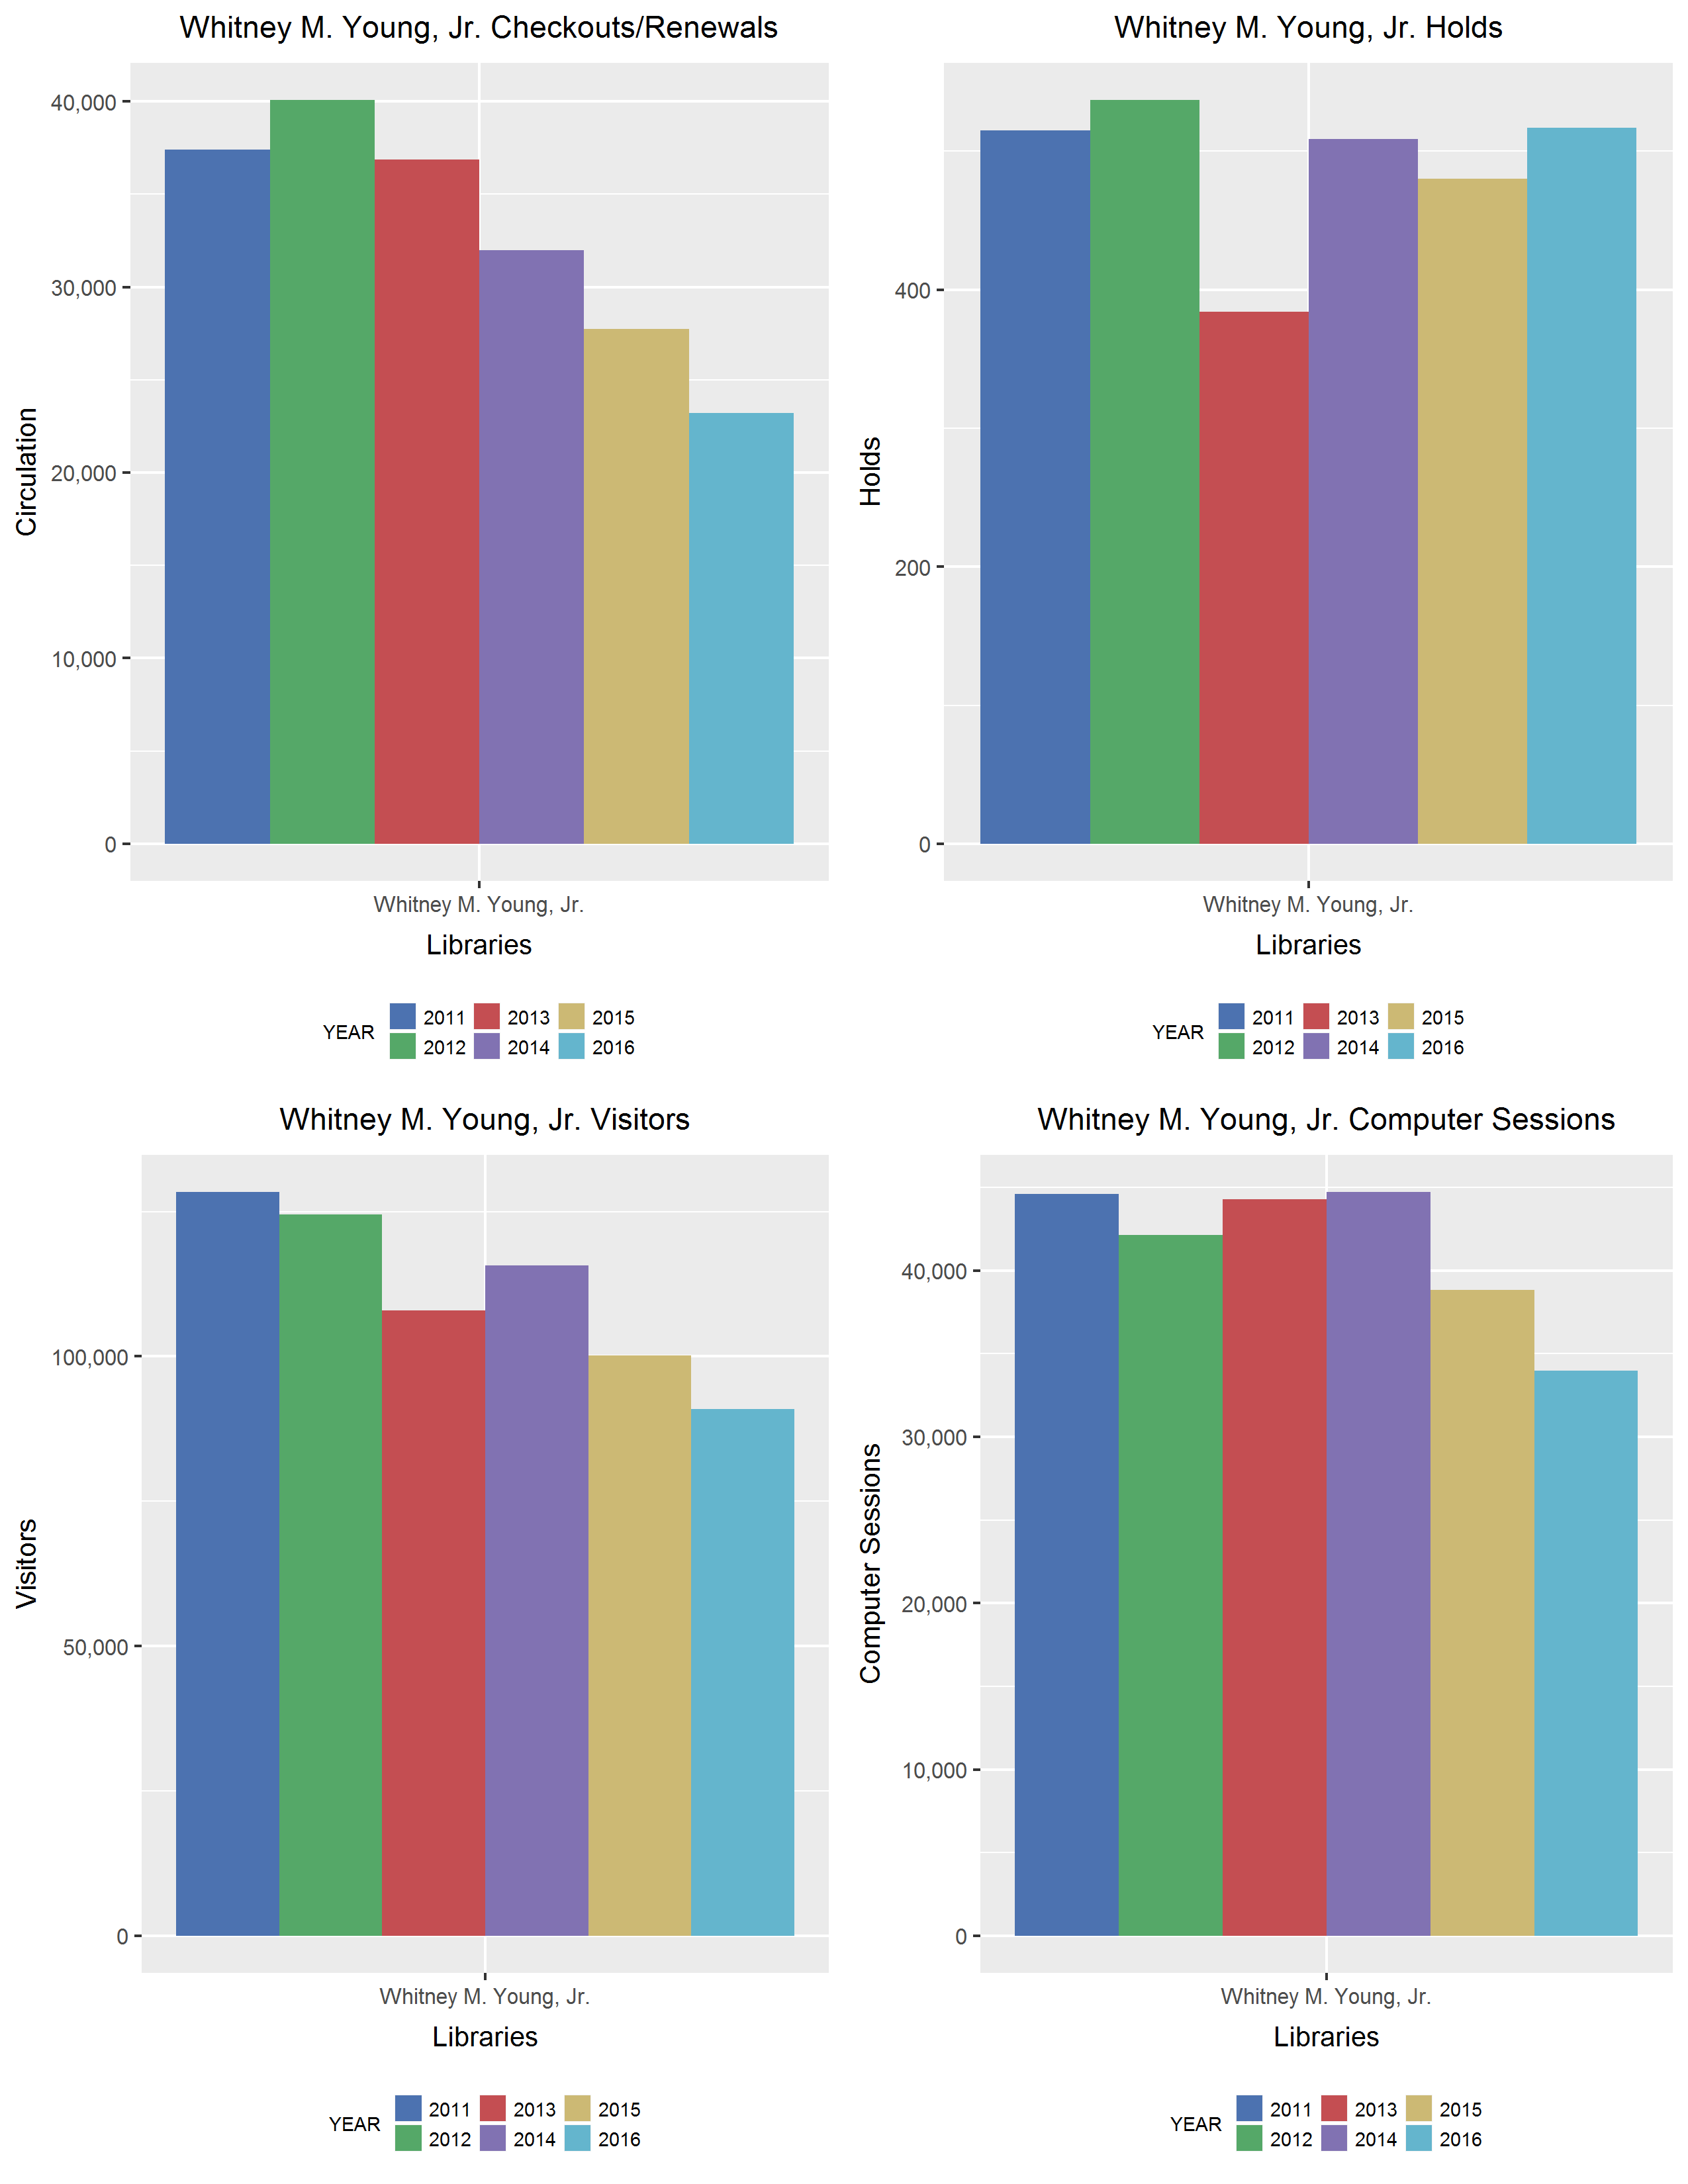 Whitney M. Young, Jr. Checkouts/Renewals
Circulation
40,000
30,000
20,000
10,000
0
Whitney M. Young, Jr.
Libraries
YEAR
2011 2013 2015
2012 2014 2016
Whitney M. Young, Jr. Holds
Holds
400
200
0
Whitney M. Young, Jr.
Libraries
YEAR
2011 2013 2015
2012 2014 2016
Whitney M. Young, Jr. Visitors
Visitors
100,000
50,000
0
Whitney M. Young, Jr.
Libraries
YEAR
2011 2013 2015
2012 2014 2016
Whitney M. Young, Jr. Computer Sessions
Computer Sessions
40,000
30,000
20,000
10,000
0
Whitney M. Young, Jr.
Libraries
YEAR
2011 2013 2015
2012 2014 2016